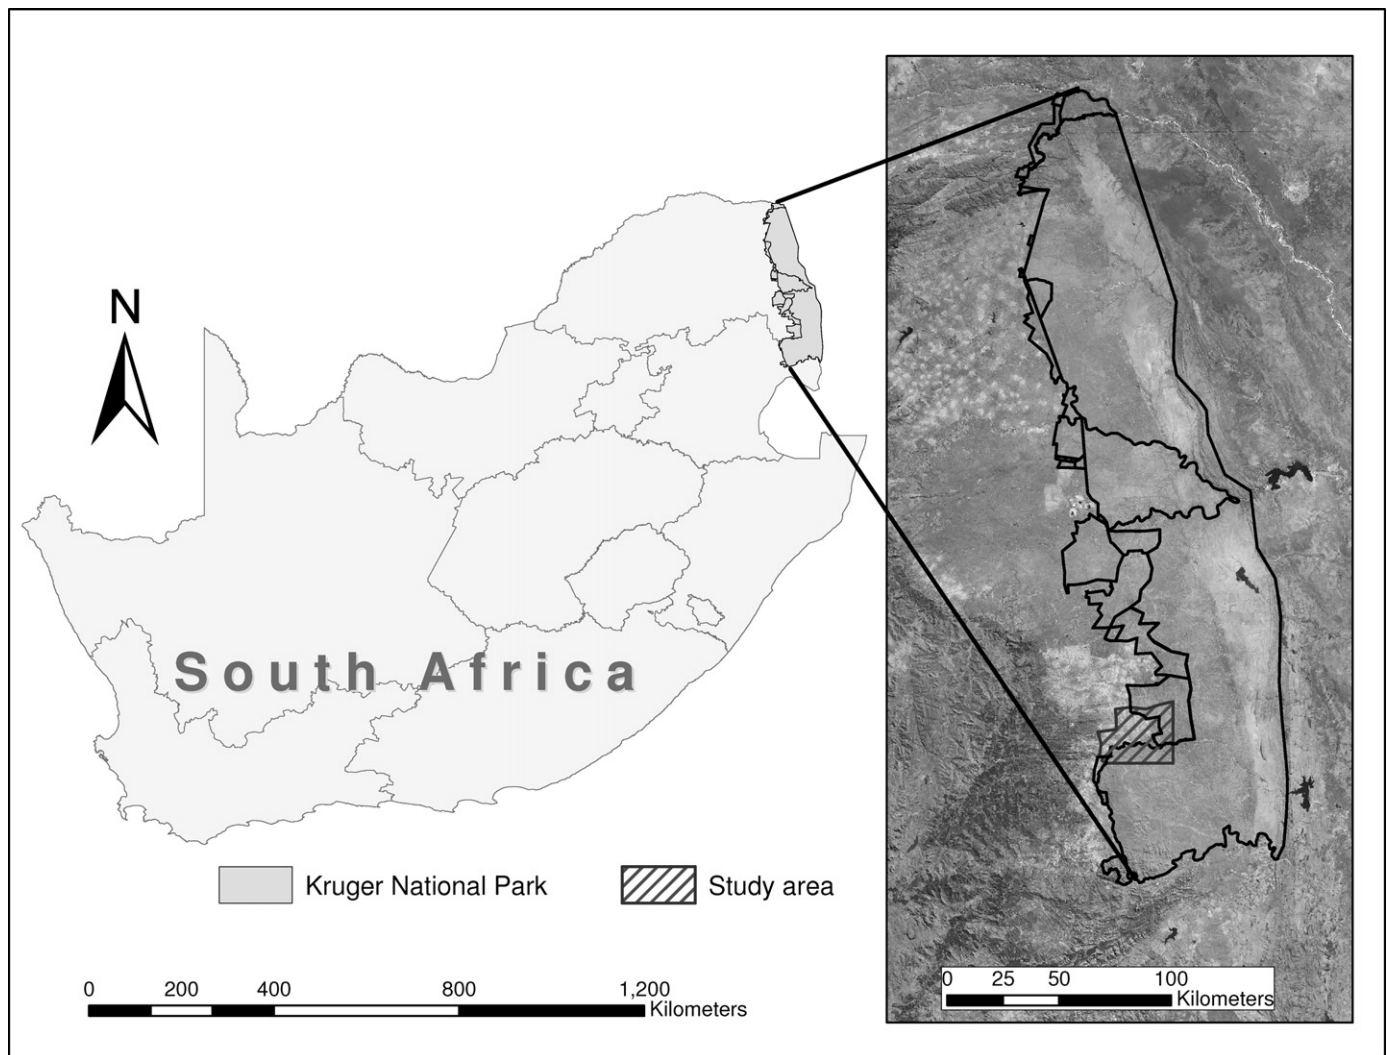 N
South Africa
Kruger National Park
Study area
0 200 400 800 1,200
Kilometers
0 25 50 100
Kilometers